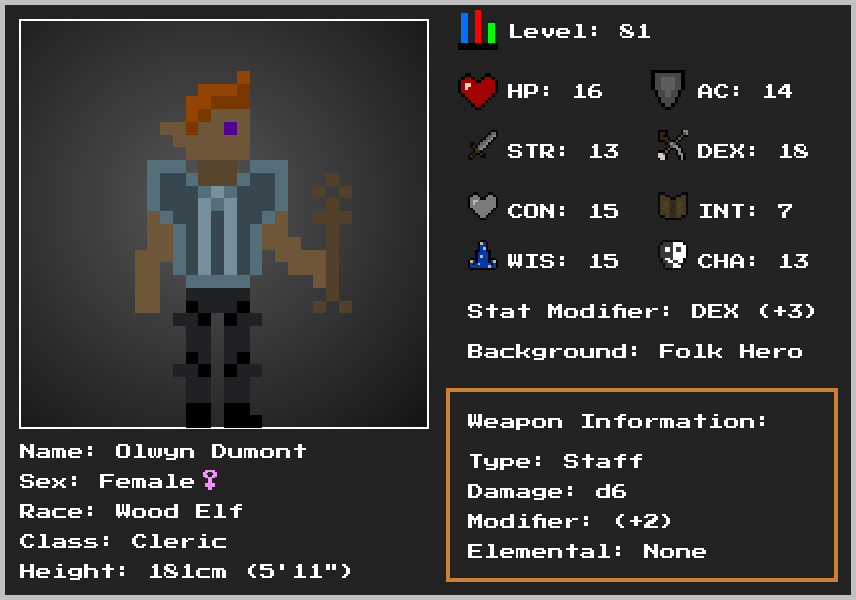 Level: 81
HP: 16
AC: 14
STR: 13
DEX: 18
CON: 15
INT: 7
WIS: 15
CHA: 13
Stat Modifier: DEX (+3)
Background: Folk Hero
Weapon Information:
Type: Staff
Damage: d6
Modifier: (+2)
Elemental: None
Name: Olwyn Dumont
Sex: Female♀
Race: Wood Elf
Class: Cleric
Height: 181cm (5'11")